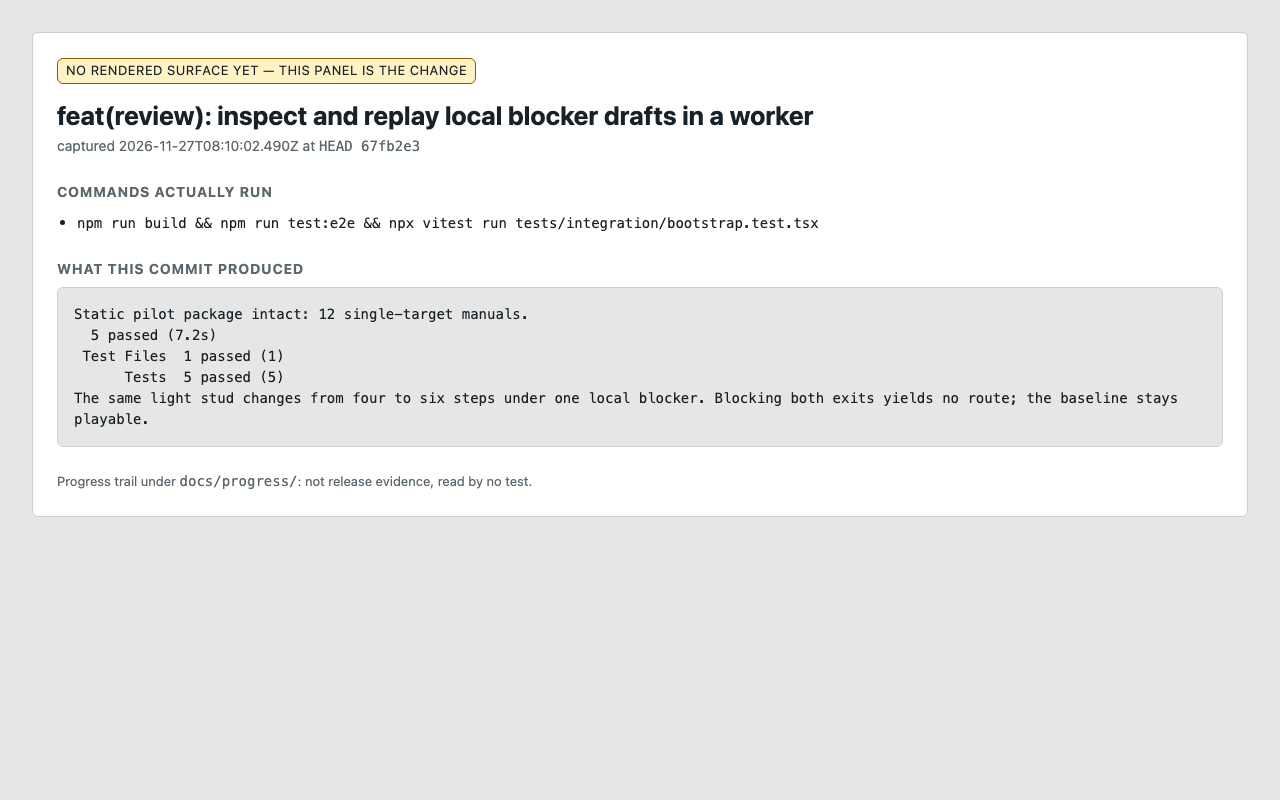 NO RENDERED SURFACE YET — THIS PANEL IS THE CHANGE
feat(review): inspect and replay local blocker drafts in a worker
captured 2026-11-27T08:10:02.490Z at HEAD 67fb2e3
COMMANDS ACTUALLY RUN
• npm run build && npm run test:e2e && npx vitest run tests/integration/bootstrap.test.tsx
WHAT THIS COMMIT PRODUCED
Static pilot package intact: 12 single-target manuals.
5 passed (7.2s)
Test Files  1 passed (1)
Tests  5 passed (5)
The same light stud changes from four to six steps under one local blocker. Blocking both exits yields no route; the baseline stays
playable.
Progress trail under docs/progress/: not release evidence, read by no test.